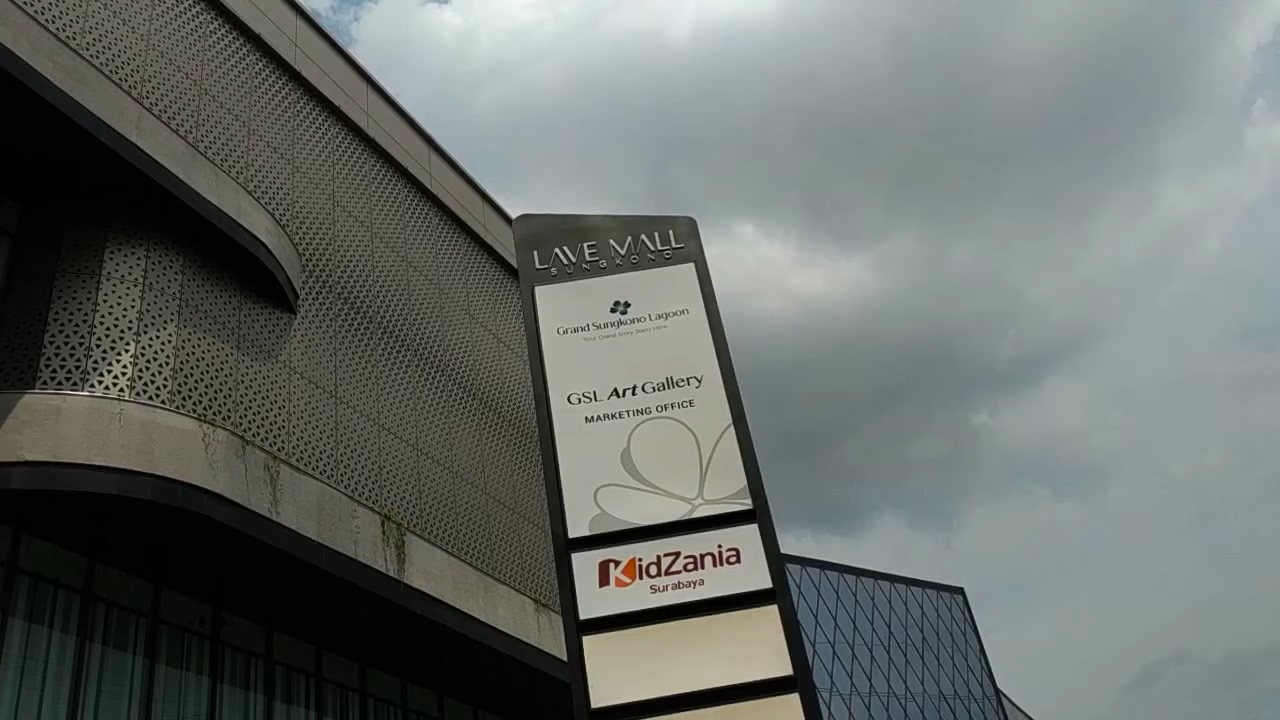 LAVE MALL
SUNGKONO
Grand Sungkono Lagoon
Your Grand Story Starts Here
GSL Art Gallery
MARKETING OFFICE
KidZania
Surabaya